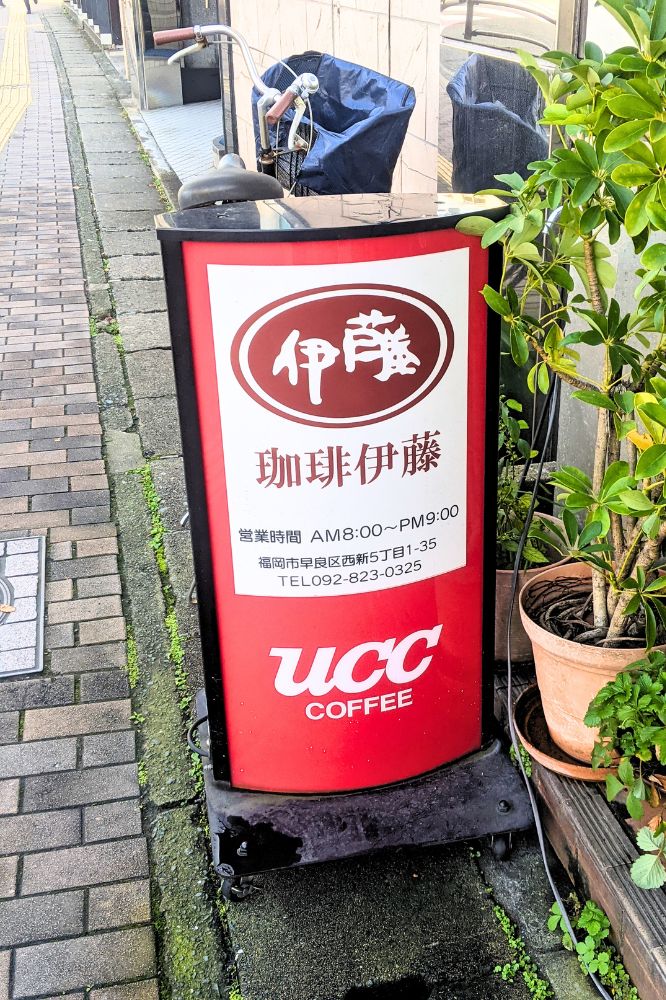 伊藤
珈琲伊藤
営業時間 AM8:00～PM9:00
福岡市早良区西新5丁目1-35
TEL092-823-0325
UCC
COFFEE